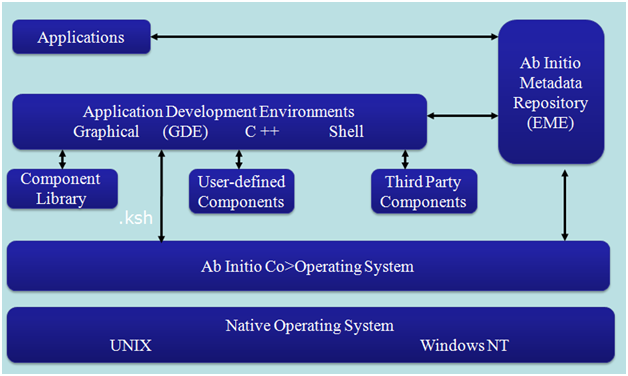 Applications
Ab Initio
Metadata
Repository
(EME)
Application Development Environments
Graphical (GDE) C ++ Shell
Component
Library
User-defined
Components
Third Party
Components
.ksh
Ab Initio Co>Operating System
Native Operating System
UNIX Windows NT